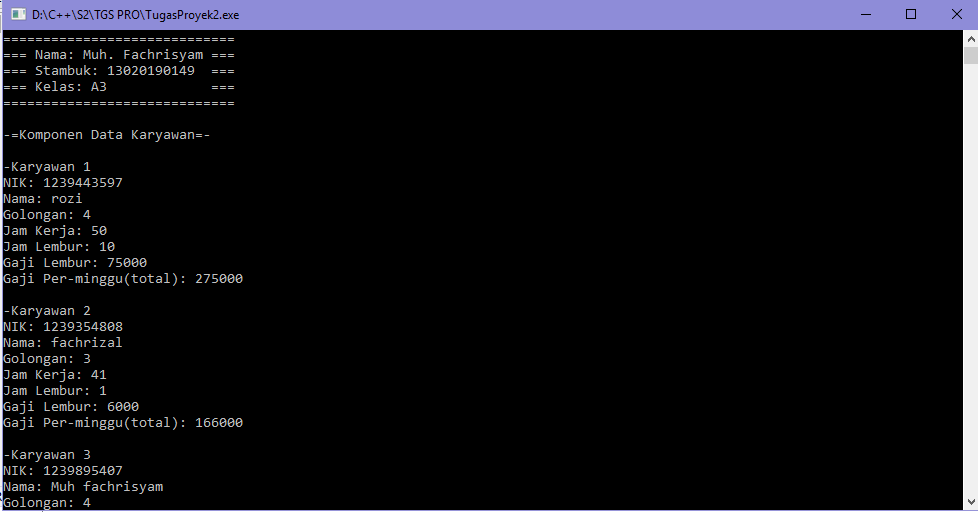 D:\C++\S2\TGS PRO\TugasProyek2.exe
=============================
=== Nama: Muh. Fachrisyam ===
=== Stambuk: 13020190149  ===
=== Kelas: A3             ===
=============================
-=Komponen Data Karyawan=-
-Karyawan 1
NIK: 1239443597
Nama: rozi
Golongan: 4
Jam Kerja: 50
Jam Lembur: 10
Gaji Lembur: 75000
Gaji Per-minggu(total): 275000
-Karyawan 2
NIK: 1239354808
Nama: fachrizal
Golongan: 3
Jam Kerja: 41
Jam Lembur: 1
Gaji Lembur: 6000
Gaji Per-minggu(total): 166000
-Karyawan 3
NIK: 1239895407
Nama: Muh fachrisyam
Golongan: 4